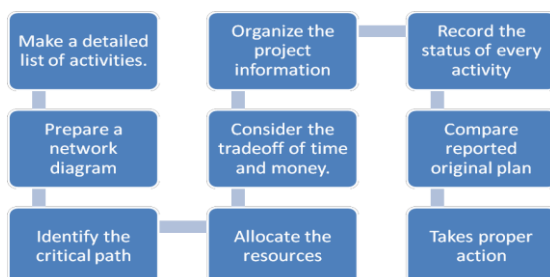 Make a detailed
list of activities.
Prepare a
network
diagram
Identify the
critical path
Allocate the
resources
Consider the
tradeoff of time
and money.
Organize the
project
information
Record the
status of every
activity
Compare
reported
original plan
Takes proper
action